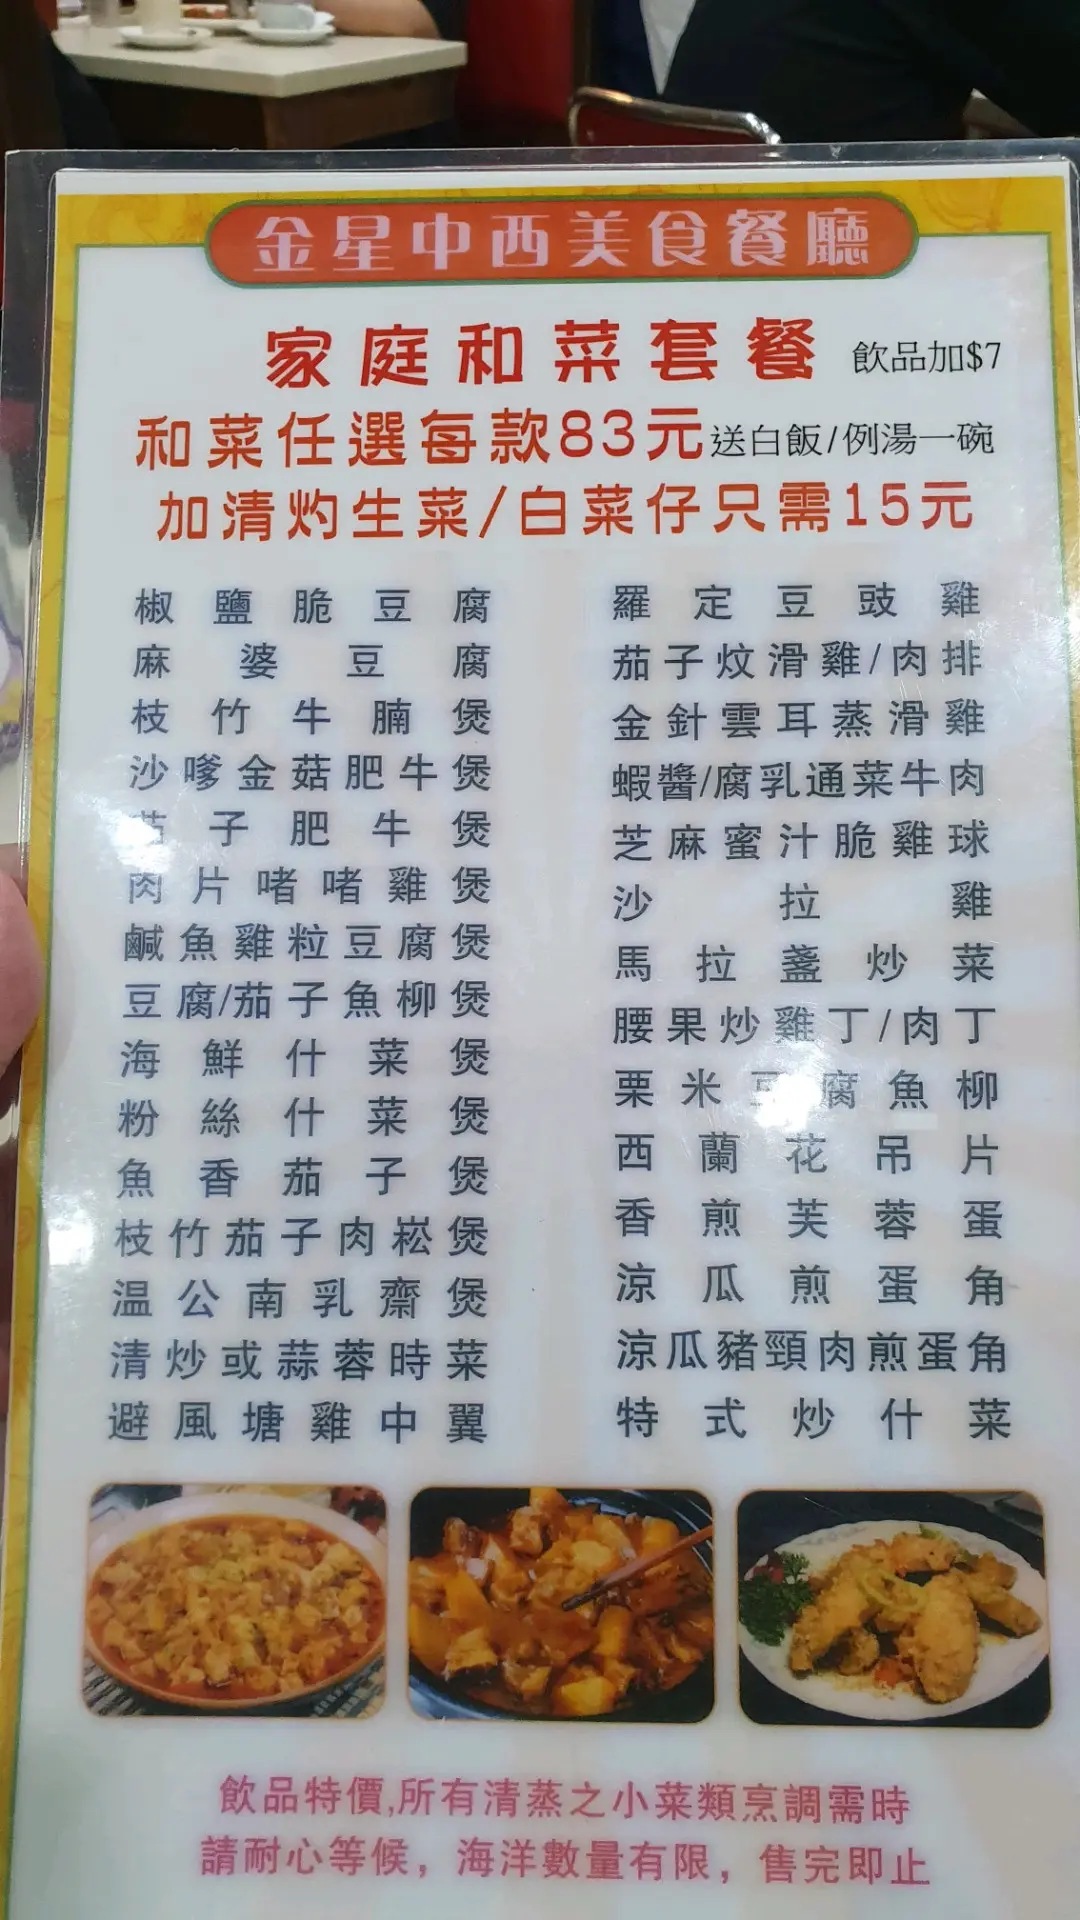 金星中西美食餐廳
家庭和菜套餐 飲品加$7
和菜任選每款83元送白飯/例湯一碗
加清灼生菜/白菜仔只需15元
椒鹽脆豆腐
麻婆豆腐
枝竹牛腩煲
沙嗲金菇肥牛煲
茄子肥牛煲
肉片啫啫雞煲
鹹魚雞粒豆腐煲
豆腐/茄子魚柳煲
海鮮什菜煲
粉絲什菜煲
魚香茄子煲
枝竹茄子肉崧煲
温公南乳齋煲
清炒或蒜蓉時菜
避風塘雞中翼
羅定豆豉雞
茄子炆滑雞/肉排
金針雲耳蒸滑雞
蝦醬/腐乳通菜牛肉
芝麻蜜汁脆雞球
沙拉雞
馬拉盞炒菜
腰果炒雞丁/肉丁
栗米豆腐魚柳
西蘭花吊片
香煎芙蓉蛋
涼瓜煎蛋角
涼瓜豬頸肉煎蛋角
特式炒什菜
飲品特價,所有清蒸之小菜類烹調需時
請耐心等候，海洋數量有限，售完即止